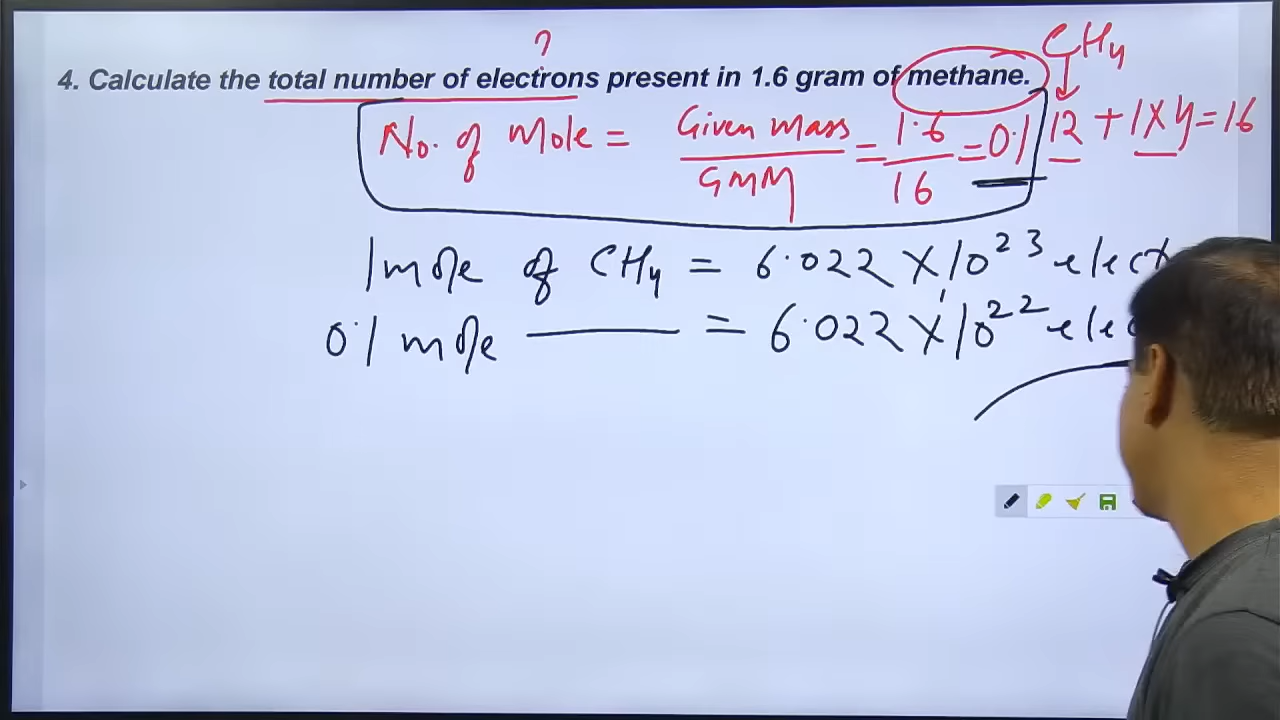 ?
4. Calculate the total number of electrons present in 1.6 gram of methane.
CH4
No. of Mole = Given mass / GMM = 1.6 / 16 = 0.1
12 + 1 X 4 = 16
1 mole of CH4 = 6.022 X 10^23 elect
0.1 mole — = 6.022 X 10^22 elec